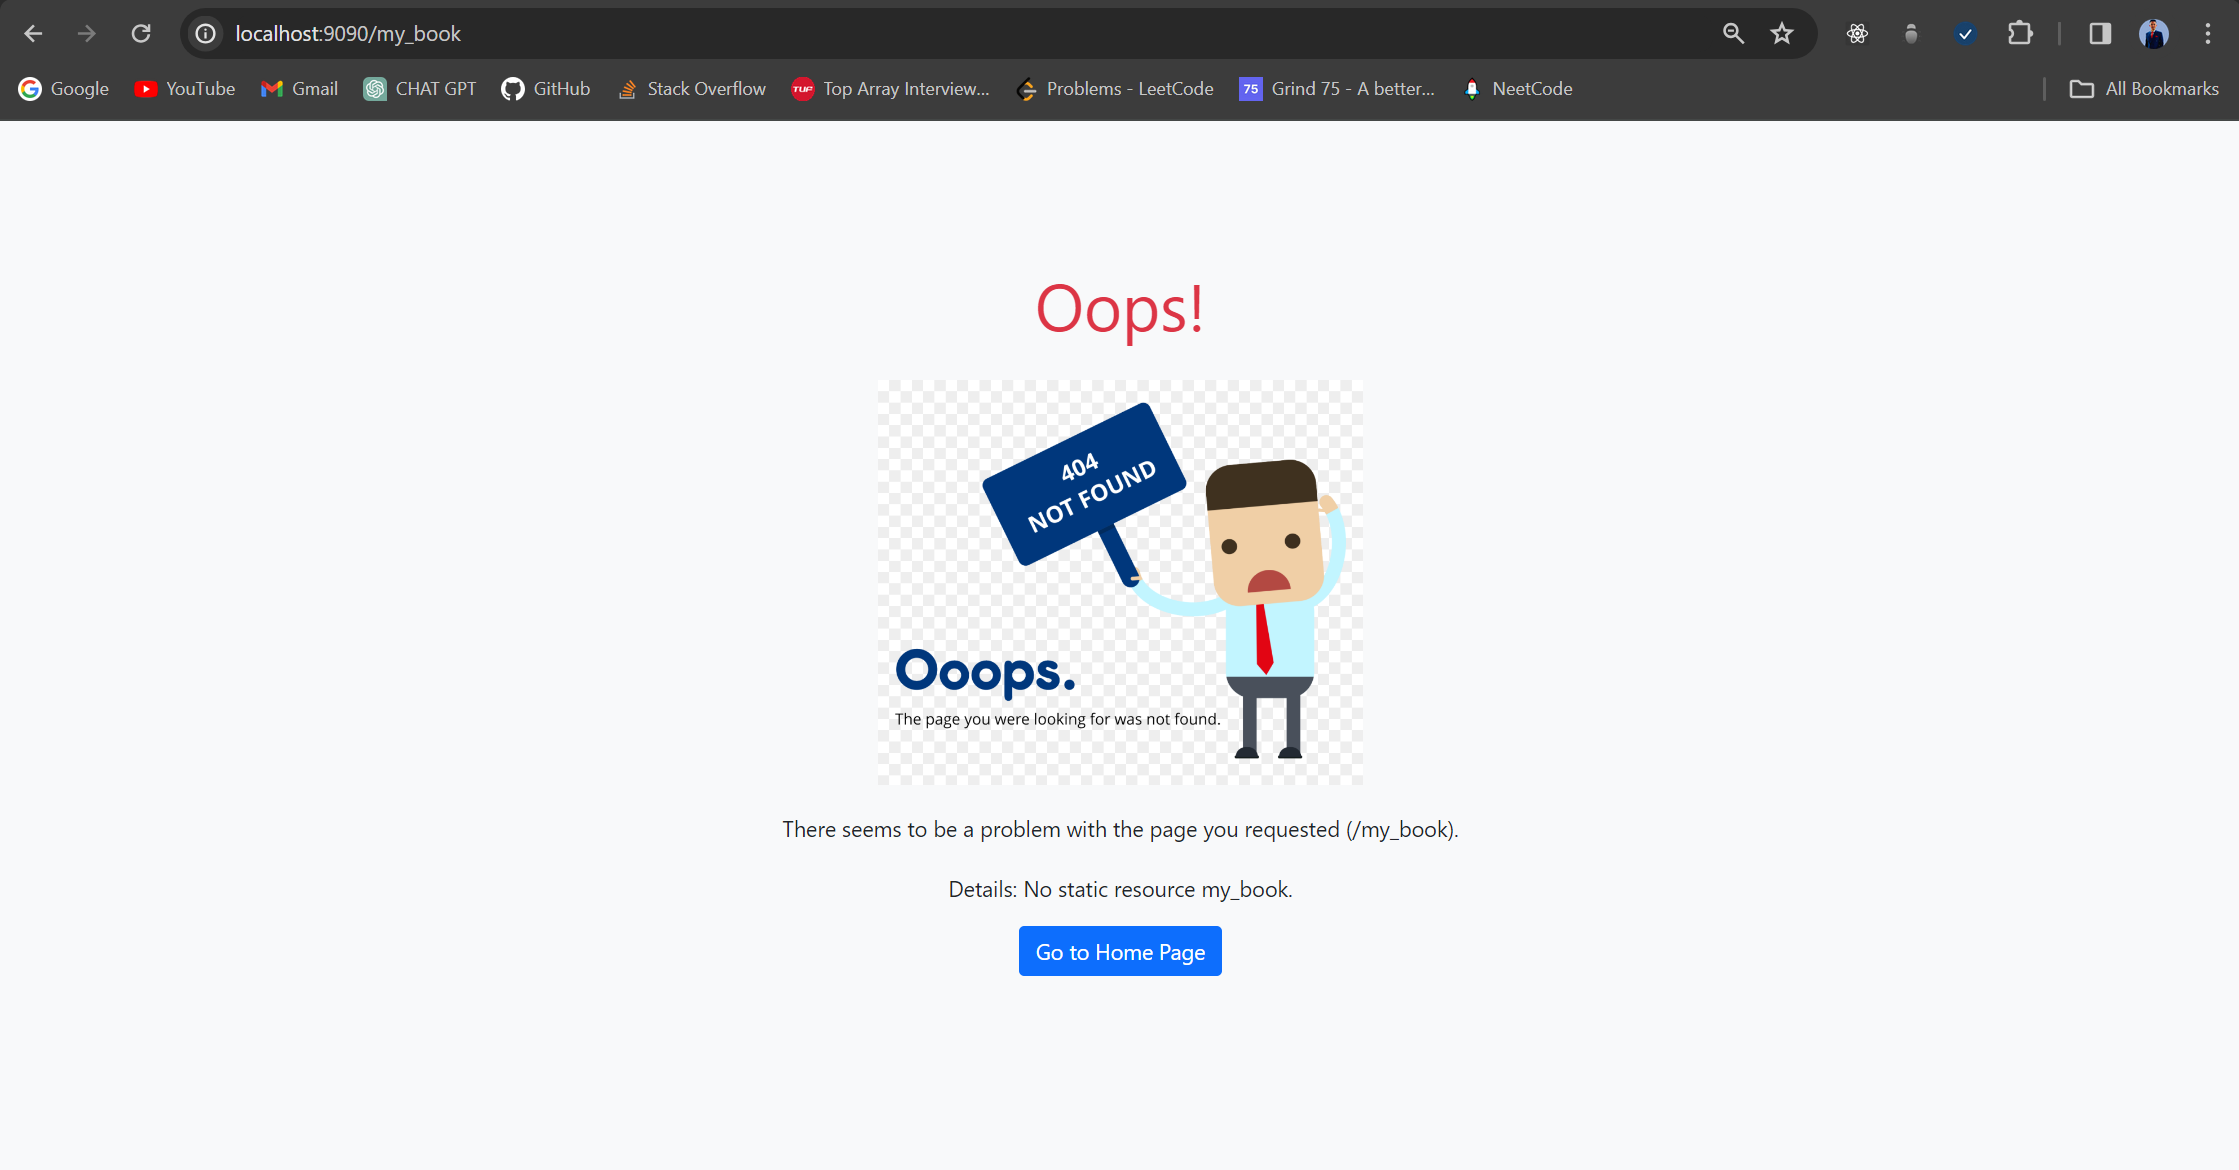 localhost:9090/my_book
Google YouTube Gmail CHAT GPT GitHub Stack Overflow TUF Top Array Interview... Problems - LeetCode 75 Grind 75 - A better... NeetCode All Bookmarks
Oops!
404
NOT FOUND
Ooops.
The page you were looking for was not found.
There seems to be a problem with the page you requested (/my_book).
Details: No static resource my_book.
Go to Home Page